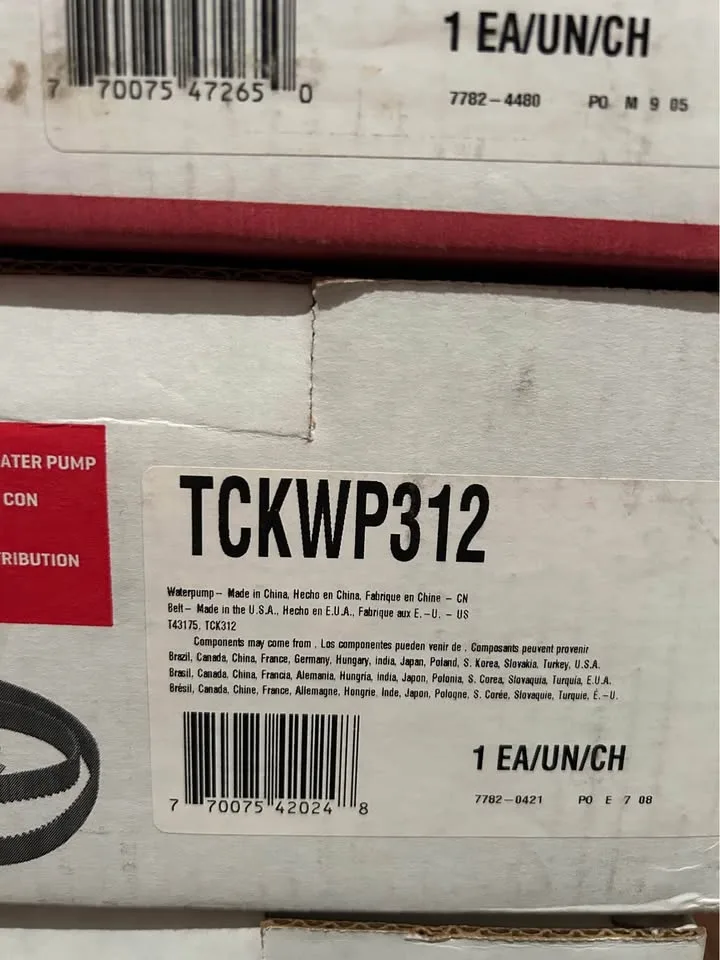 1 EA/UN/CH
7 70075 47265 0
7782-4480 PO M 9 05
ATER PUMP
CON
RIBUTION
TCKWP312
Waterpump - Made in China, Hecho en China, Fabrique en Chine - CN
Belt- Made in the U.S.A., Hecho en E.U.A., Fabrique aux E.-U. - US
T43175, TCK312
Components may come from . Los componentes pueden venir de . Composants peuvent provenir
Brazil, Canada, China, France, Germany, Hungary, india, Japan, Poland, S. Korea, Slovakia, Turkey, U.S.A.
Brasil, Canada, China, Francia, Alemania, Hungria, india, Japon, Polonia, S. Corea, Slovaquia, Turquía, E.U.A.
Brésil, Canada, Chine, France, Allemagne, Hongrie, Inde, Japon, Pologne, S. Corée, Slovaquie, Turquie, É.-U.
1 EA/UN/CH
7 70075 42024 8
7782-0421 PO E 7 08